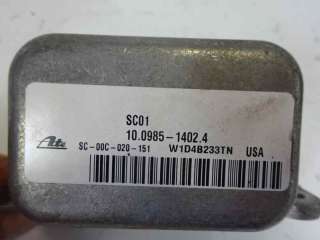 SC01
10.0985-1402.4
Ate
SC-00C-020-151 W1D4B233TN USA